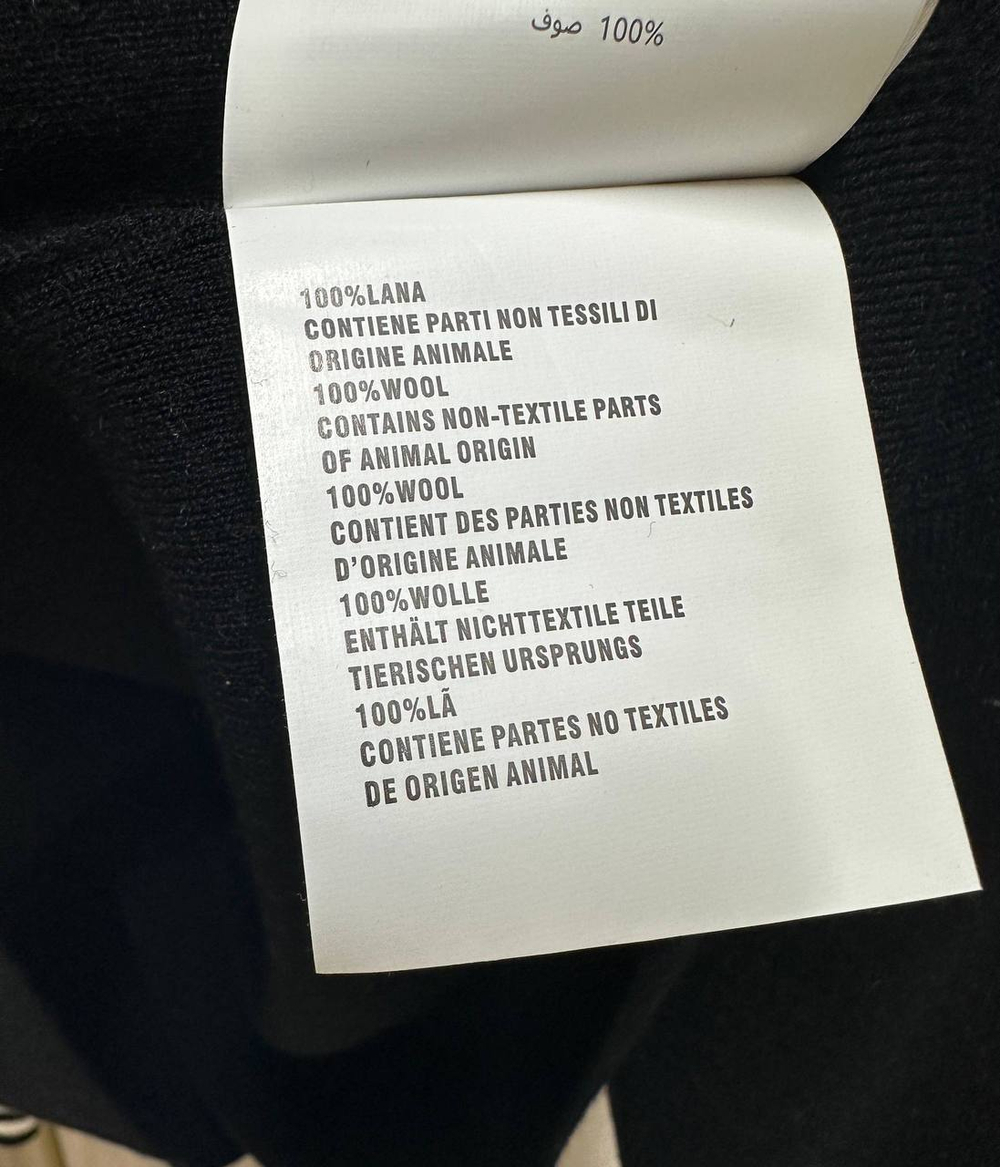 100% صوف
100%LANA
CONTIENE PARTI NON TESSILI DI
ORIGINE ANIMALE
100%WOOL
CONTAINS NON-TEXTILE PARTS
OF ANIMAL ORIGIN
100%WOOL
CONTIENT DES PARTIES NON TEXTILES
D'ORIGINE ANIMALE
100%WOLLE
ENTHÄLT NICHTTEXTILE TEILE
TIERISCHEN URSPRUNGS
100%LÃ
CONTIENE PARTES NO TEXTILES
DE ORIGEN ANIMAL